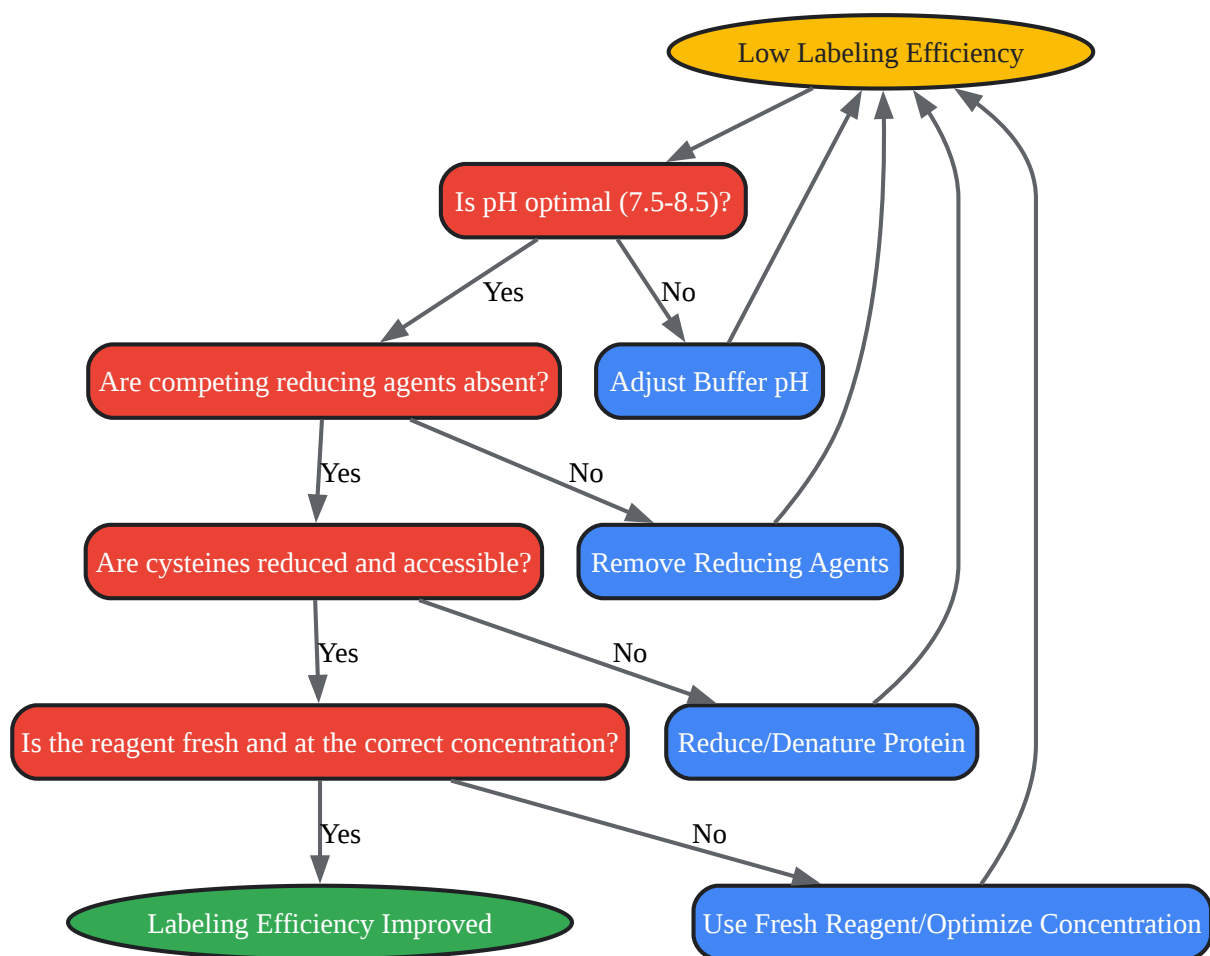 Low Labeling Efficiency
Is pH optimal (7.5-8.5)?
Yes
No
Are competing reducing agents absent?
Adjust Buffer pH
Yes
No
Are cysteines reduced and accessible?
Remove Reducing Agents
Yes
No
Is the reagent fresh and at the correct concentration?
Reduce/Denature Protein
Yes
No
Labeling Efficiency Improved
Use Fresh Reagent/Optimize Concentration